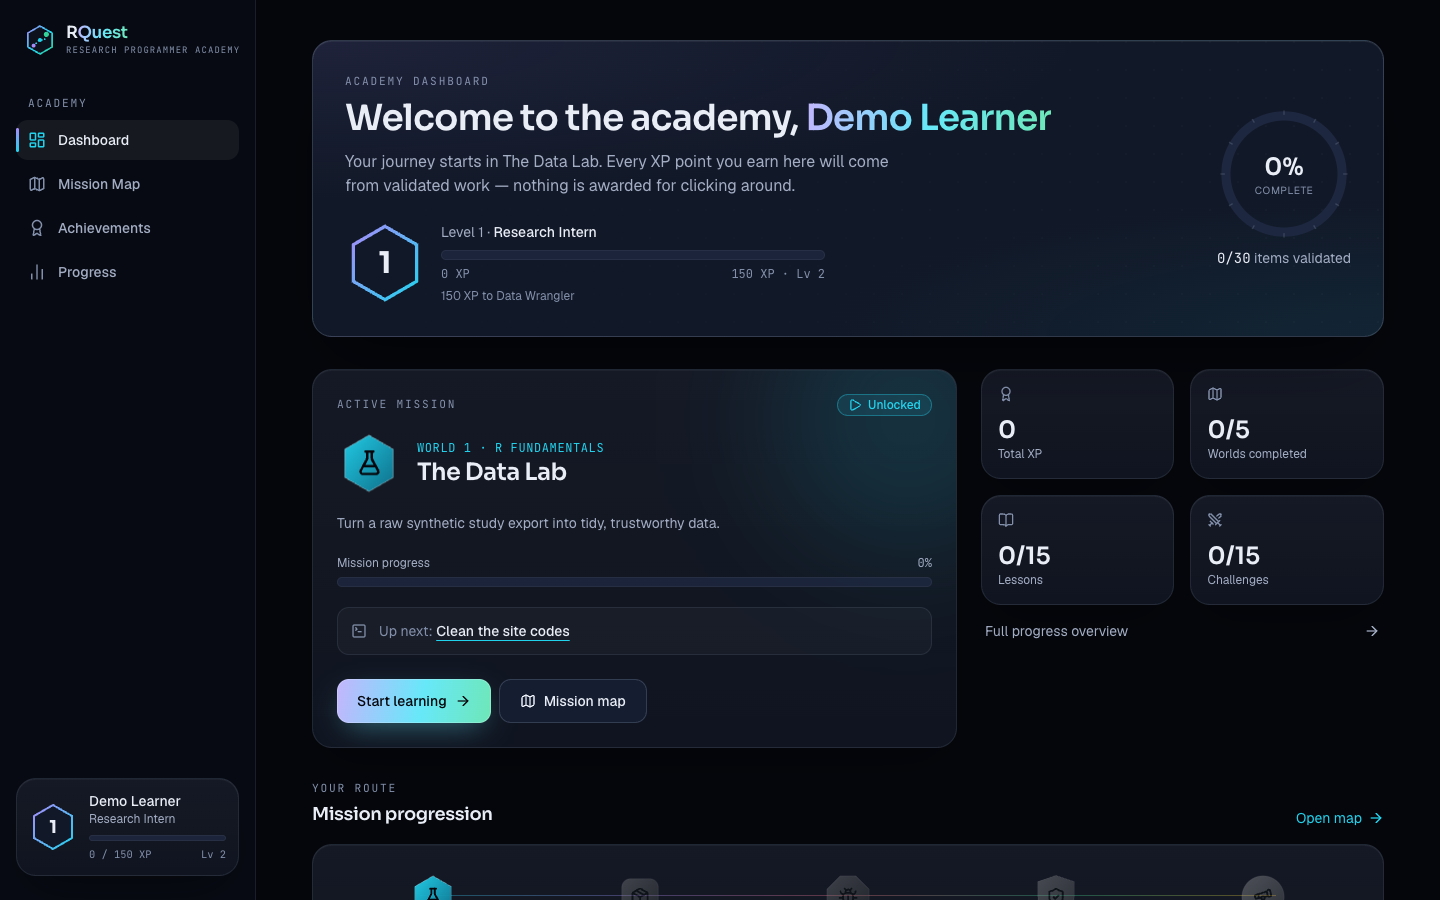 RQuest
RESEARCH PROGRAMMER ACADEMY
ACADEMY
Dashboard
Mission Map
Achievements
Progress
Demo Learner
Research Intern
1
0 / 150 XP Lv 2
ACADEMY DASHBOARD
Welcome to the academy, Demo Learner
Your journey starts in The Data Lab. Every XP point you earn here will come
from validated work — nothing is awarded for clicking around.
1
Level 1 · Research Intern
0 XP 150 XP · Lv 2
150 XP to Data Wrangler
0%
COMPLETE
0/30 items validated
ACTIVE MISSION
Unlocked
WORLD 1 · R FUNDAMENTALS
The Data Lab
Turn a raw synthetic study export into tidy, trustworthy data.
Mission progress 0%
Up next: Clean the site codes
Start learning
Mission map
0
Total XP
0/5
Worlds completed
0/15
Lessons
0/15
Challenges
Full progress overview
YOUR ROUTE
Mission progression
Open map